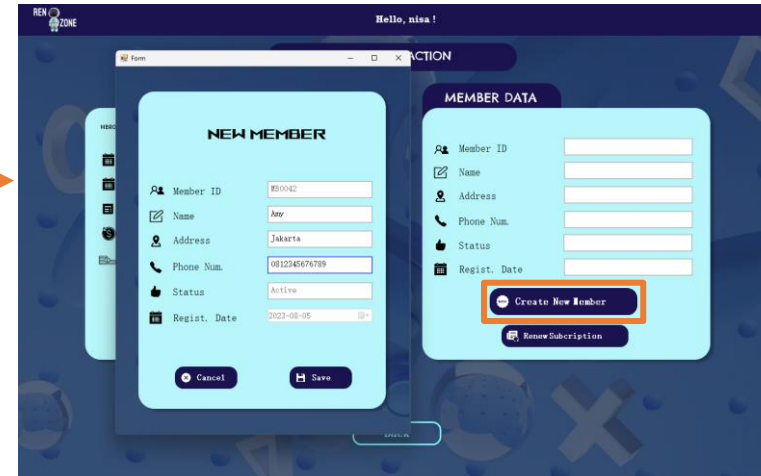 REN
ZONE
Hello, nisa !
Form
NEW MEMBER
Member ID
MB0042
Name
Amy
Address
Jakarta
Phone Num.
0812345676789
Status
Active
Regist. Date
2023-08-05
Cancel
Save
MEMBER DATA
Member ID
Name
Address
Phone Num.
Status
Regist. Date
Create New Member
Renew Subcription